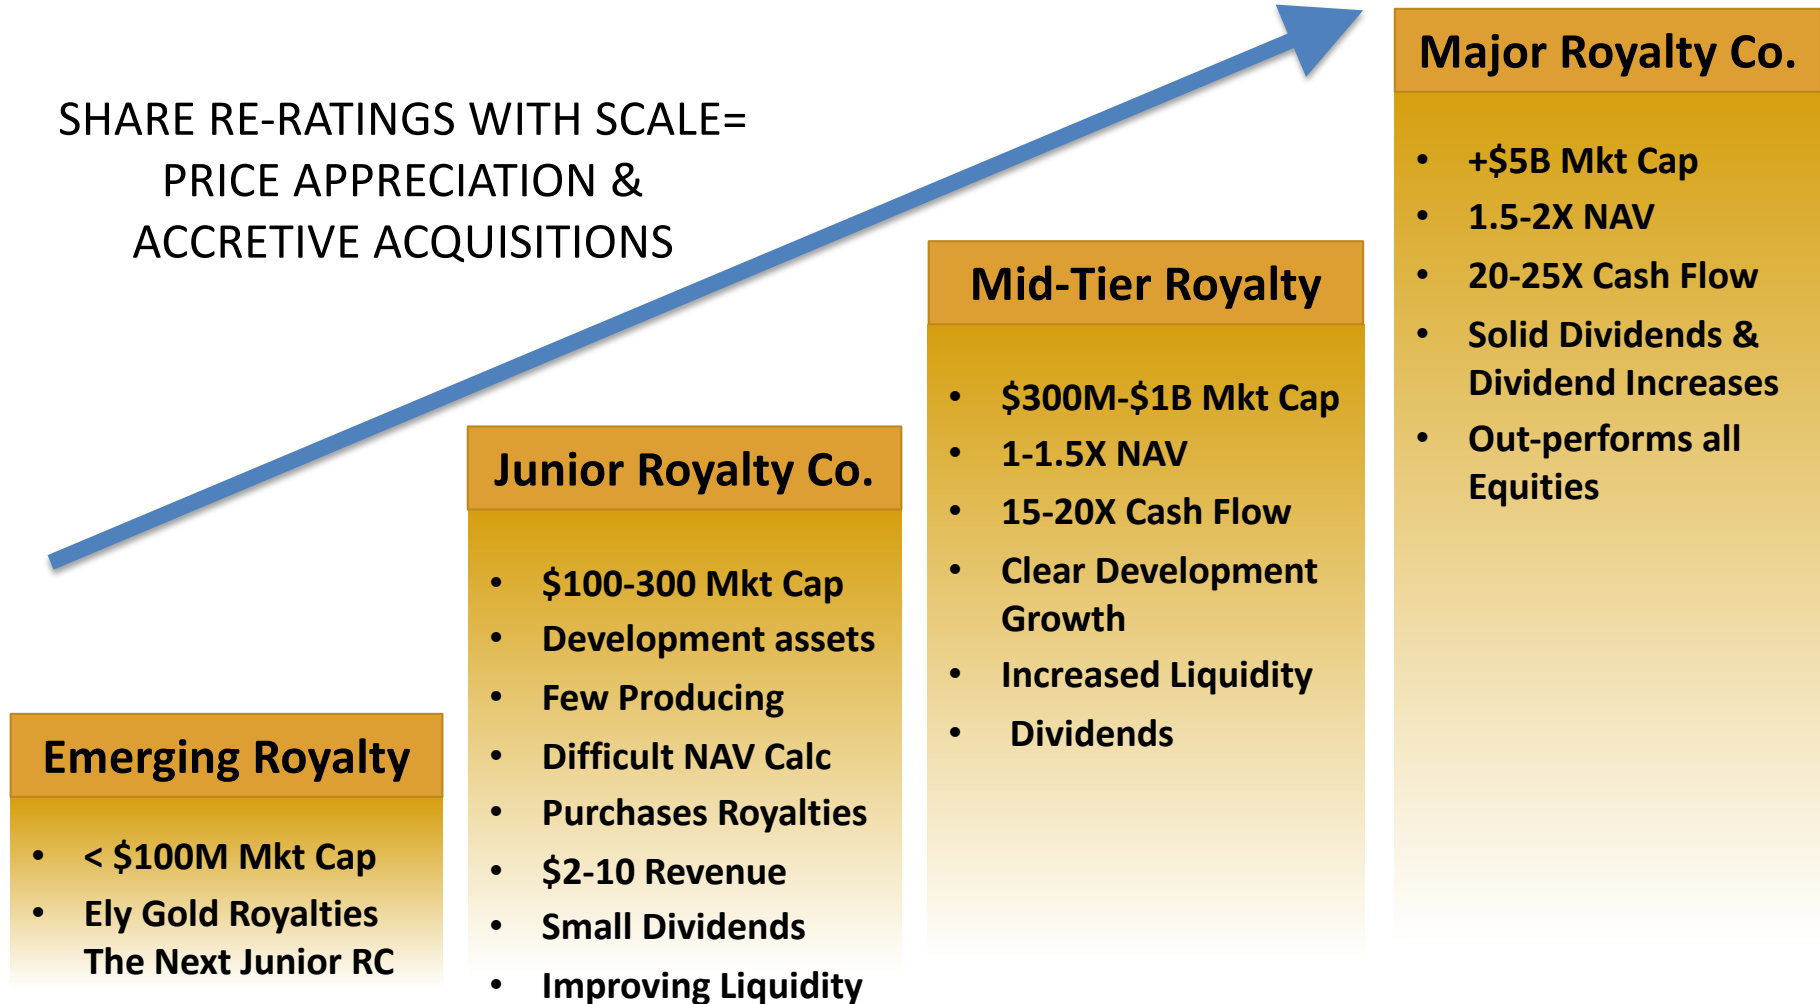 SHARE RE-RATINGS WITH SCALE=
PRICE APPRECIATION &
ACCRETIVE ACQUISITIONS
Emerging Royalty
• < $100M Mkt Cap
• Ely Gold Royalties
The Next Junior RC
Junior Royalty Co.
• $100-300 Mkt Cap
• Development assets
• Few Producing
• Difficult NAV Calc
• Purchases Royalties
• $2-10 Revenue
• Small Dividends
• Improving Liquidity
Mid-Tier Royalty
• $300M-$1B Mkt Cap
• 1-1.5X NAV
• 15-20X Cash Flow
• Clear Development
Growth
• Increased Liquidity
• Dividends
Major Royalty Co.
• +$5B Mkt Cap
• 1.5-2X NAV
• 20-25X Cash Flow
• Solid Dividends &
Dividend Increases
• Out-performs all
Equities